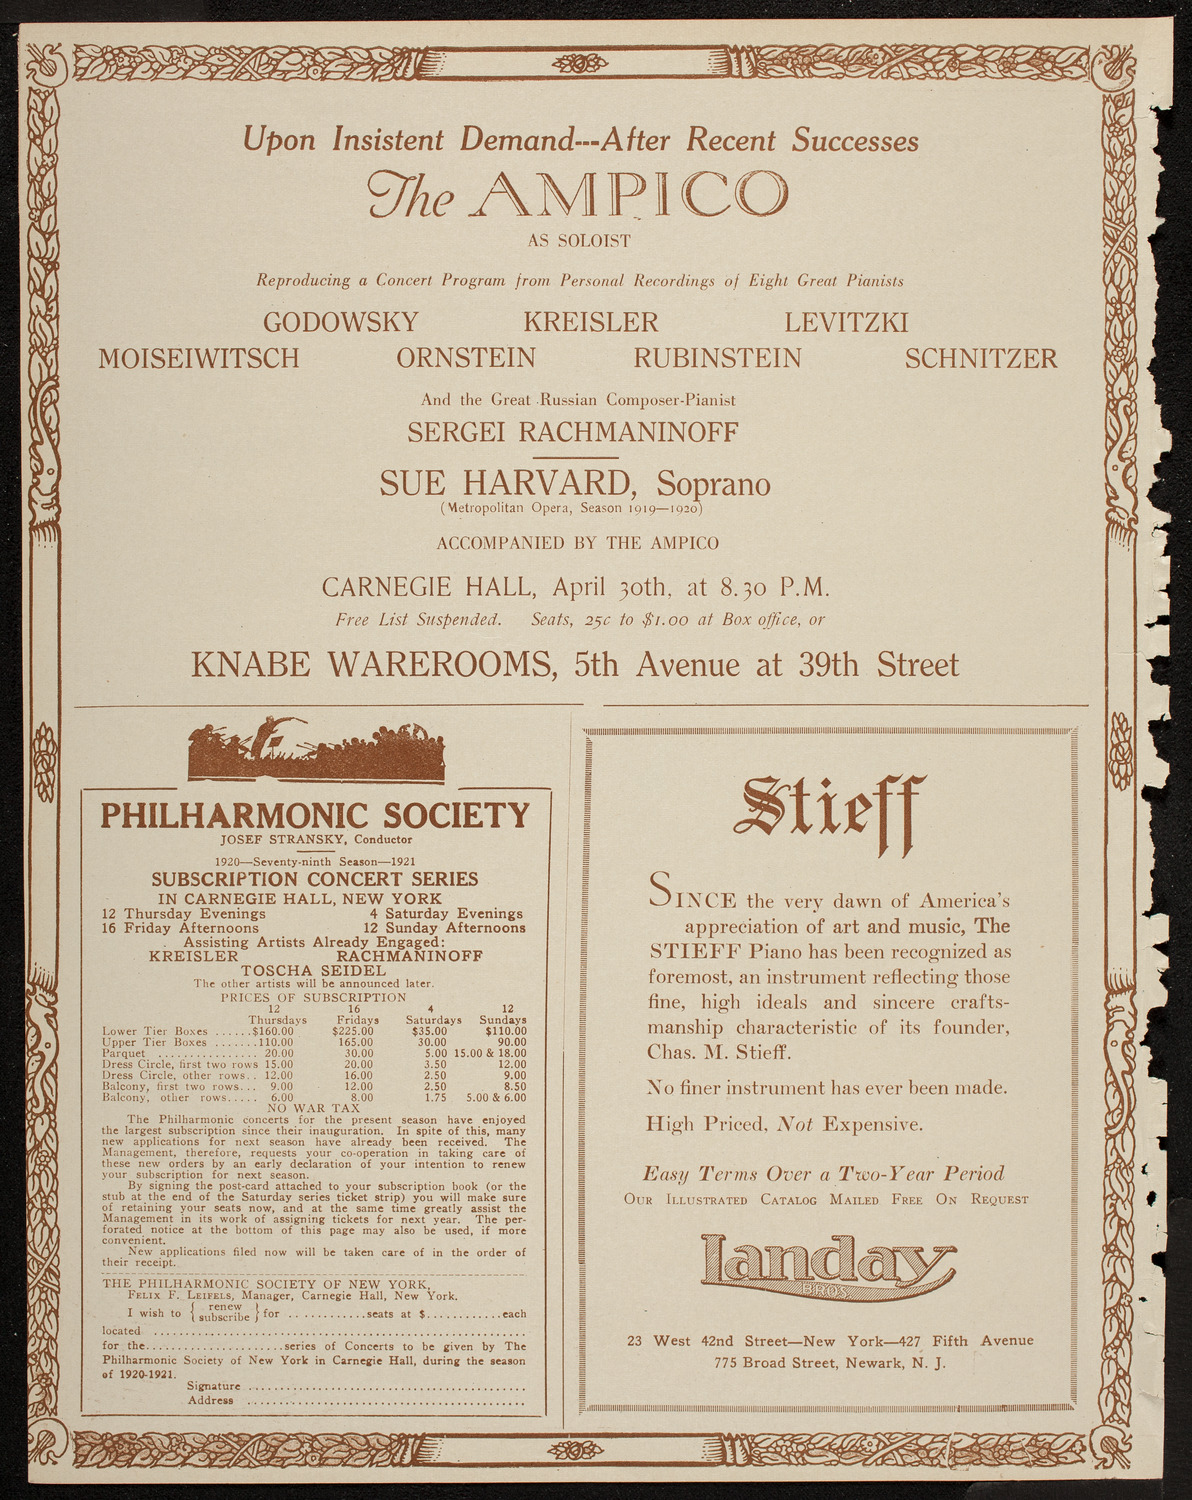 Upon Insistent Demand---After Recent Successes
The AMPICO
AS SOLOIST
Reproducing a Concert Program from Personal Recordings of Eight Great Pianists
GODOWSKY KREISLER LEVITZKI
MOISEIWITSCH ORNSTEIN RUBINSTEIN SCHNITZER
And the Great Russian Composer-Pianist
SERGEI RACHMANINOFF
SUE HARVARD, Soprano
(Metropolitan Opera, Season 1919—1920)
ACCOMPANIED BY THE AMPICO
CARNEGIE HALL, April 30th, at 8.30 P.M.
Free List Suspended. Seats, 25c to $1.00 at Box office, or
KNABE WAREROOMS, 5th Avenue at 39th Street
PHILHARMONIC SOCIETY
JOSEF STRANSKY, Conductor
1920—Seventy-ninth Season—1921
SUBSCRIPTION CONCERT SERIES
IN CARNEGIE HALL, NEW YORK
12 Thursday Evenings 4 Saturday Evenings
16 Friday Afternoons 12 Sunday Afternoons
Assisting Artists Already Engaged:
KREISLER RACHMANINOFF
TOSCHA SEIDEL
The other artists will be announced later.
PRICES OF SUBSCRIPTION
12 16 4 12
Thursdays Fridays Saturdays Sundays
Lower Tier Boxes ......$160.00 $225.00 $35.00 $110.00
Upper Tier Boxes .......110.00 165.00 30.00 90.00
Parquet ................ 20.00 30.00 5.00 15.00 & 18.00
Dress Circle, first two rows 15.00 20.00 3.50 12.00
Dress Circle, other rows.. 12.00 16.00 2.50 9.00
Balcony, first two rows... 9.00 12.00 2.50 8.50
Balcony, other rows..... 6.00 8.00 1.75 5.00 & 6.00
NO WAR TAX
The Philharmonic concerts for the present season have enjoyed
the largest subscription since their inauguration. In spite of this, many
new applications for next season have already been received. The
Management, therefore, requests your co-operation in taking care of
these new orders by an early declaration of your intention to renew
your subscription for next season.
By signing the post-card attached to your subscription book (or the
stub at the end of the Saturday series ticket strip) you will make sure
of retaining your seats now, and at the same time greatly assist the
Management in its work of assigning tickets for next year. The per-
forated notice at the bottom of this page may also be used, if more
convenient.
New applications filed now will be taken care of in the order of
their receipt.
THE PHILHARMONIC SOCIETY OF NEW YORK,
FELIX F. LEIFELS, Manager, Carnegie Hall, New York.
I wish to { renew
subscribe } for .............seats at $............each
located ..............................................................
for the......................series of Concerts to be given by The
Philharmonic Society of New York in Carnegie Hall, during the season
of 1920-1921.
Signature .............................................
Address .............................................
Stieff
SINCE the very dawn of America's
appreciation of art and music, The
STIEFF Piano has been recognized as
foremost, an instrument reflecting those
fine, high ideals and sincere crafts-
manship characteristic of its founder,
Chas. M. Stieff.
No finer instrument has ever been made.
High Priced, Not Expensive.
Easy Terms Over a Two-Year Period
OUR ILLUSTRATED CATALOG MAILED FREE ON REQUEST
Landay
BROS
23 West 42nd Street—New York—427 Fifth Avenue
775 Broad Street, Newark, N. J.